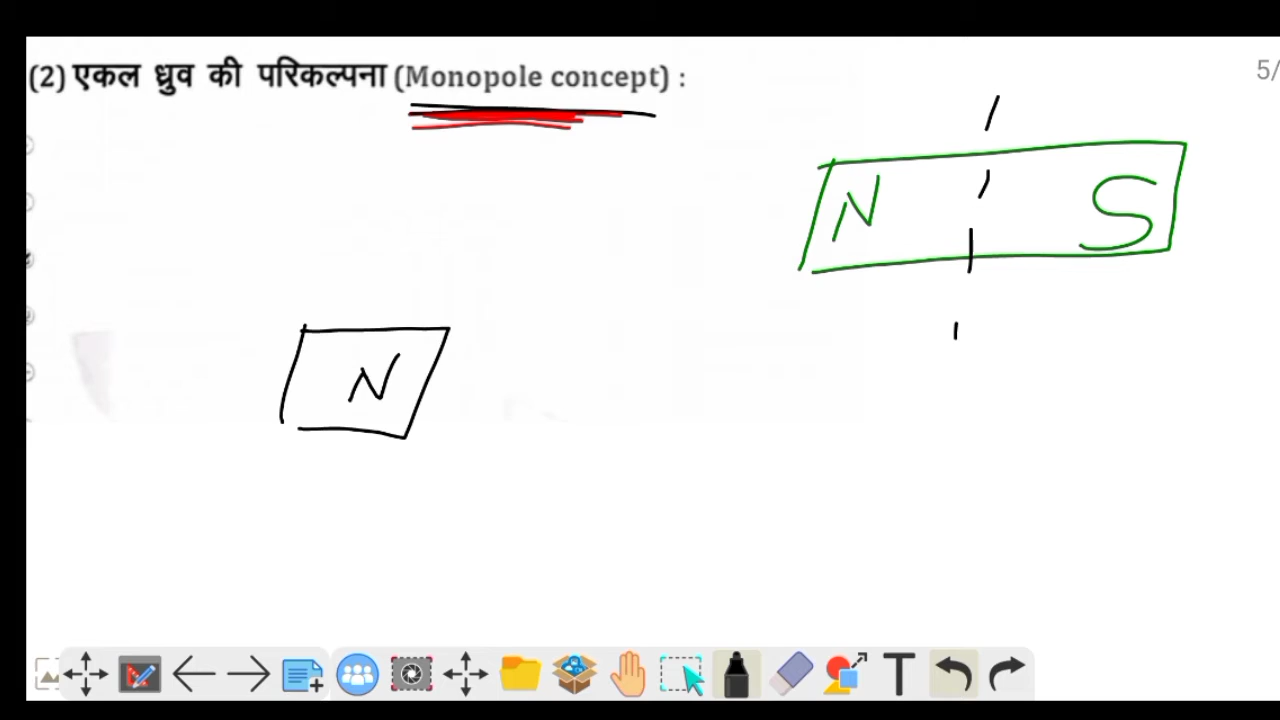 (2) एकल ध्रुव की परिकल्पना (Monopole concept) :
5/
N S
N